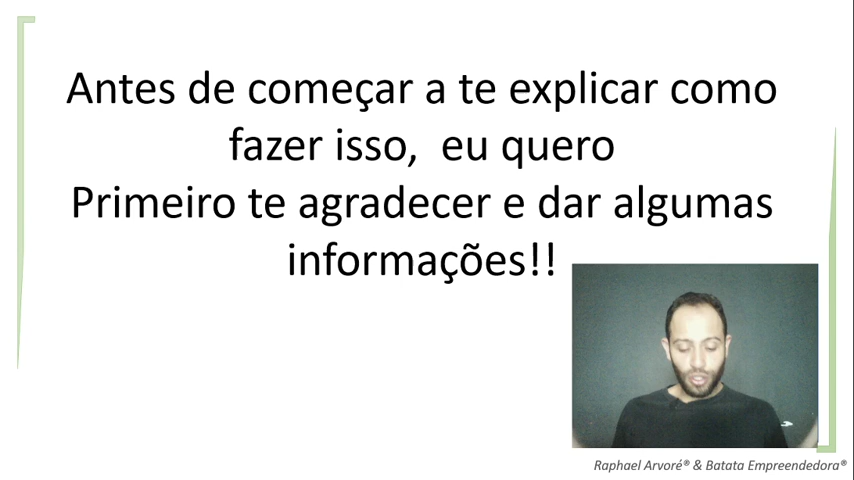 Antes de começar a te explicar como
fazer isso,  eu quero
Primeiro te agradecer e dar algumas
informações!!
Raphael Arvoré® & Batata Empreendedora®